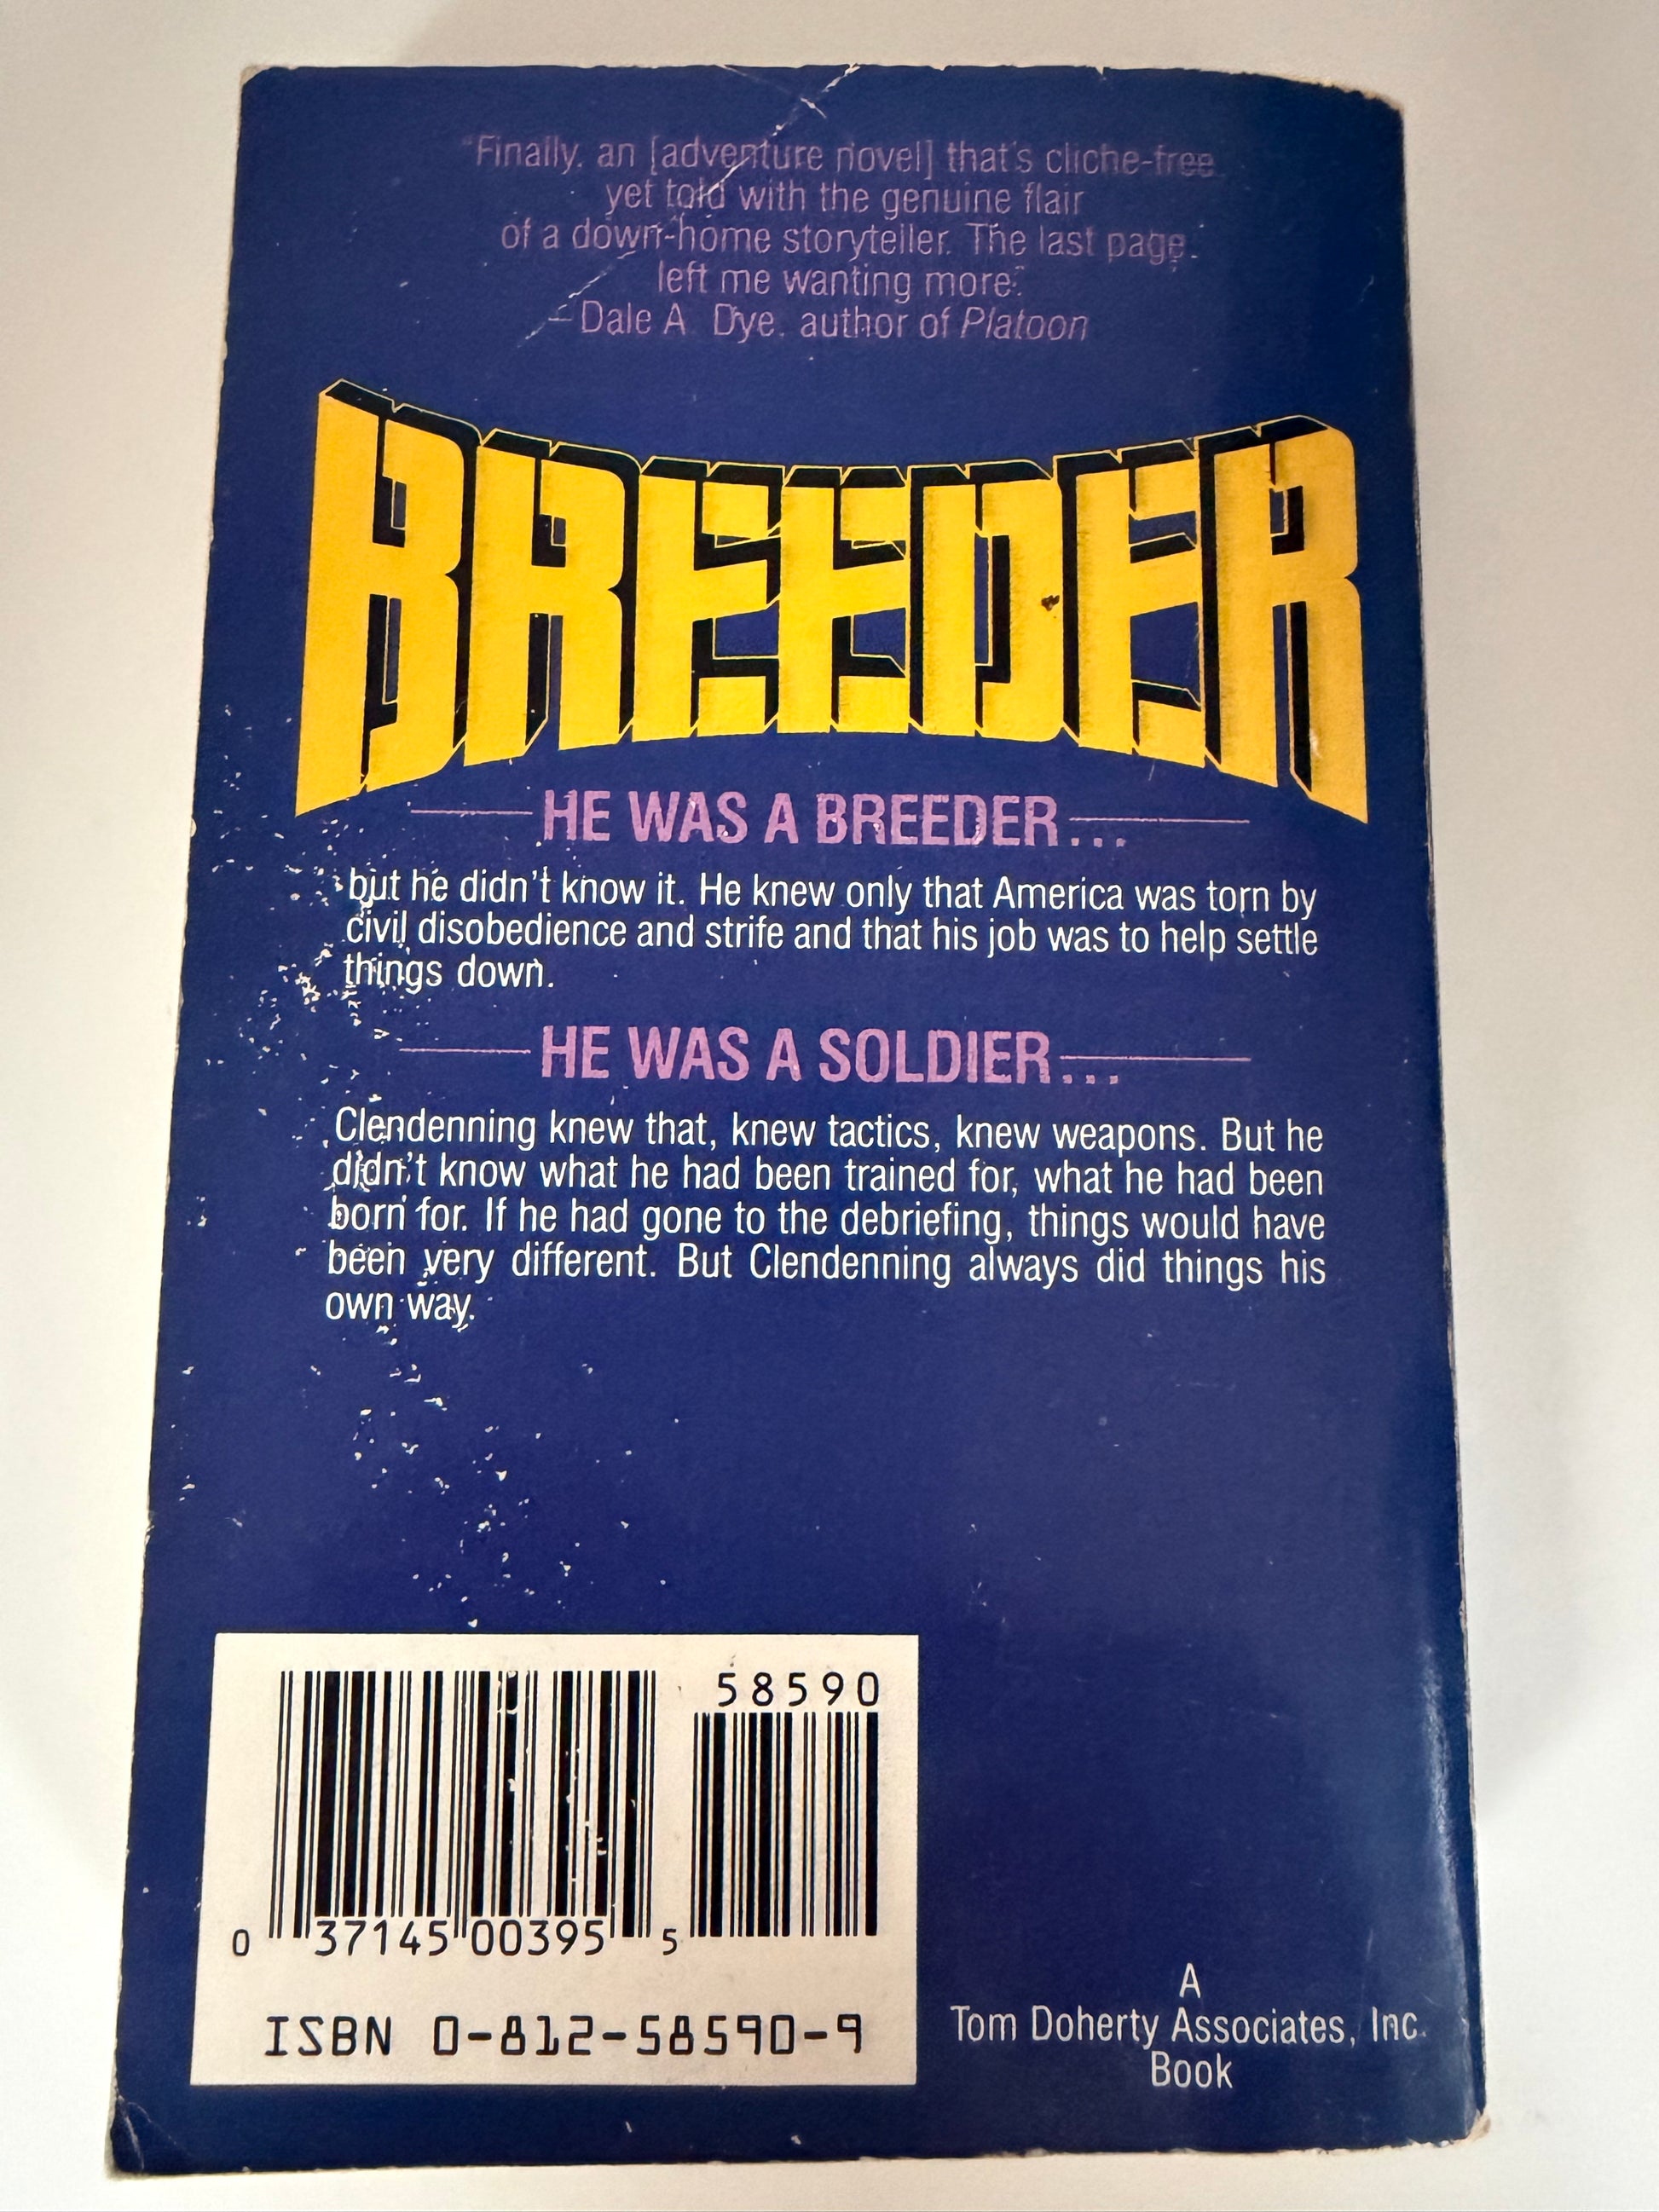 "Finally, an [adventure novel] that's cliche-free
yet told with the genuine flair
of a down-home storyteller. The last page
left me wanting more."
—Dale A. Dye, author of Platoon
BREEDER
HE WAS A BREEDER...
but he didn't know it. He knew only that America was torn by
civil disobedience and strife and that his job was to help settle
things down.
HE WAS A SOLDIER...
Clendenning knew that, knew tactics, knew weapons. But he
didn't know what he had been trained for, what he had been
born for. If he had gone to the debriefing, things would have
been very different. But Clendenning always did things his
own way.
58590
0 37145 00395 5
ISBN 0-812-58590-9
A
Tom Doherty Associates, Inc.
Book